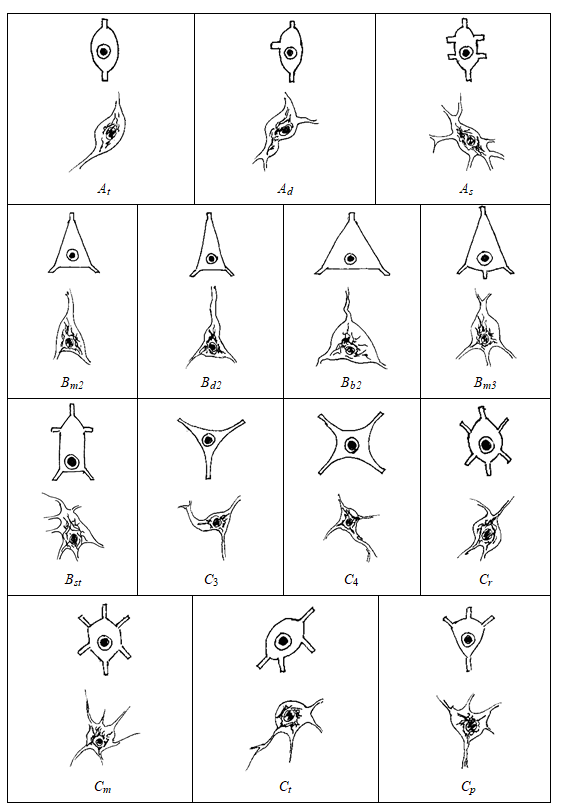 At Ad As
Bm2 Bd2 Bb2 Bm3
Bst C3 C4 Cr
Cm Ct Cp